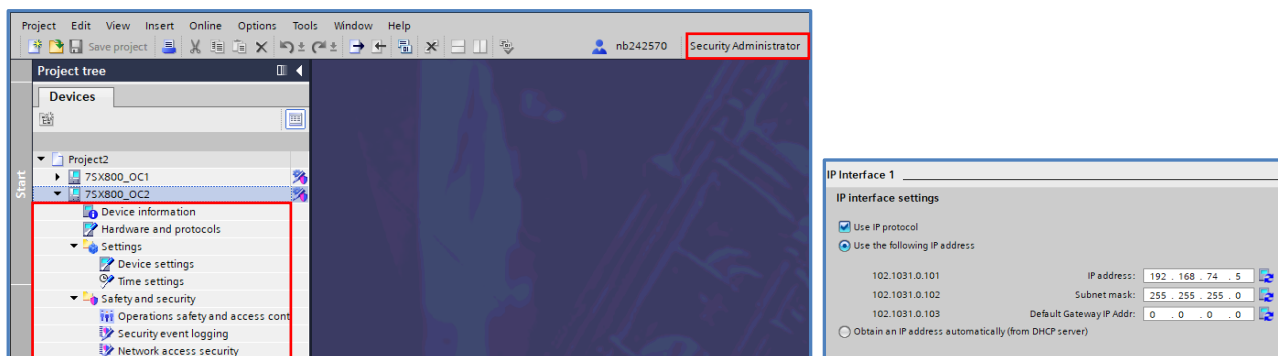 Project Edit View Insert Online Options Tools Window Help
Save project nb242570 Security Administrator
Project tree
Devices
Start
Project2
7SX800_OC1
7SX800_OC2
Device information
Hardware and protocols
Settings
Device settings
Time settings
Safety and security
Operations safety and access cont
Security event logging
Network access security
IP Interface 1
IP interface settings
Use IP protocol
Use the following IP address
102.1031.0.101 IP address: 192 . 168 . 74 . 5
102.1031.0.102 Subnet mask: 255 . 255 . 255 . 0
102.1031.0.103 Default Gateway IP Addr: 0 . 0 . 0 . 0
Obtain an IP address automatically (from DHCP server)